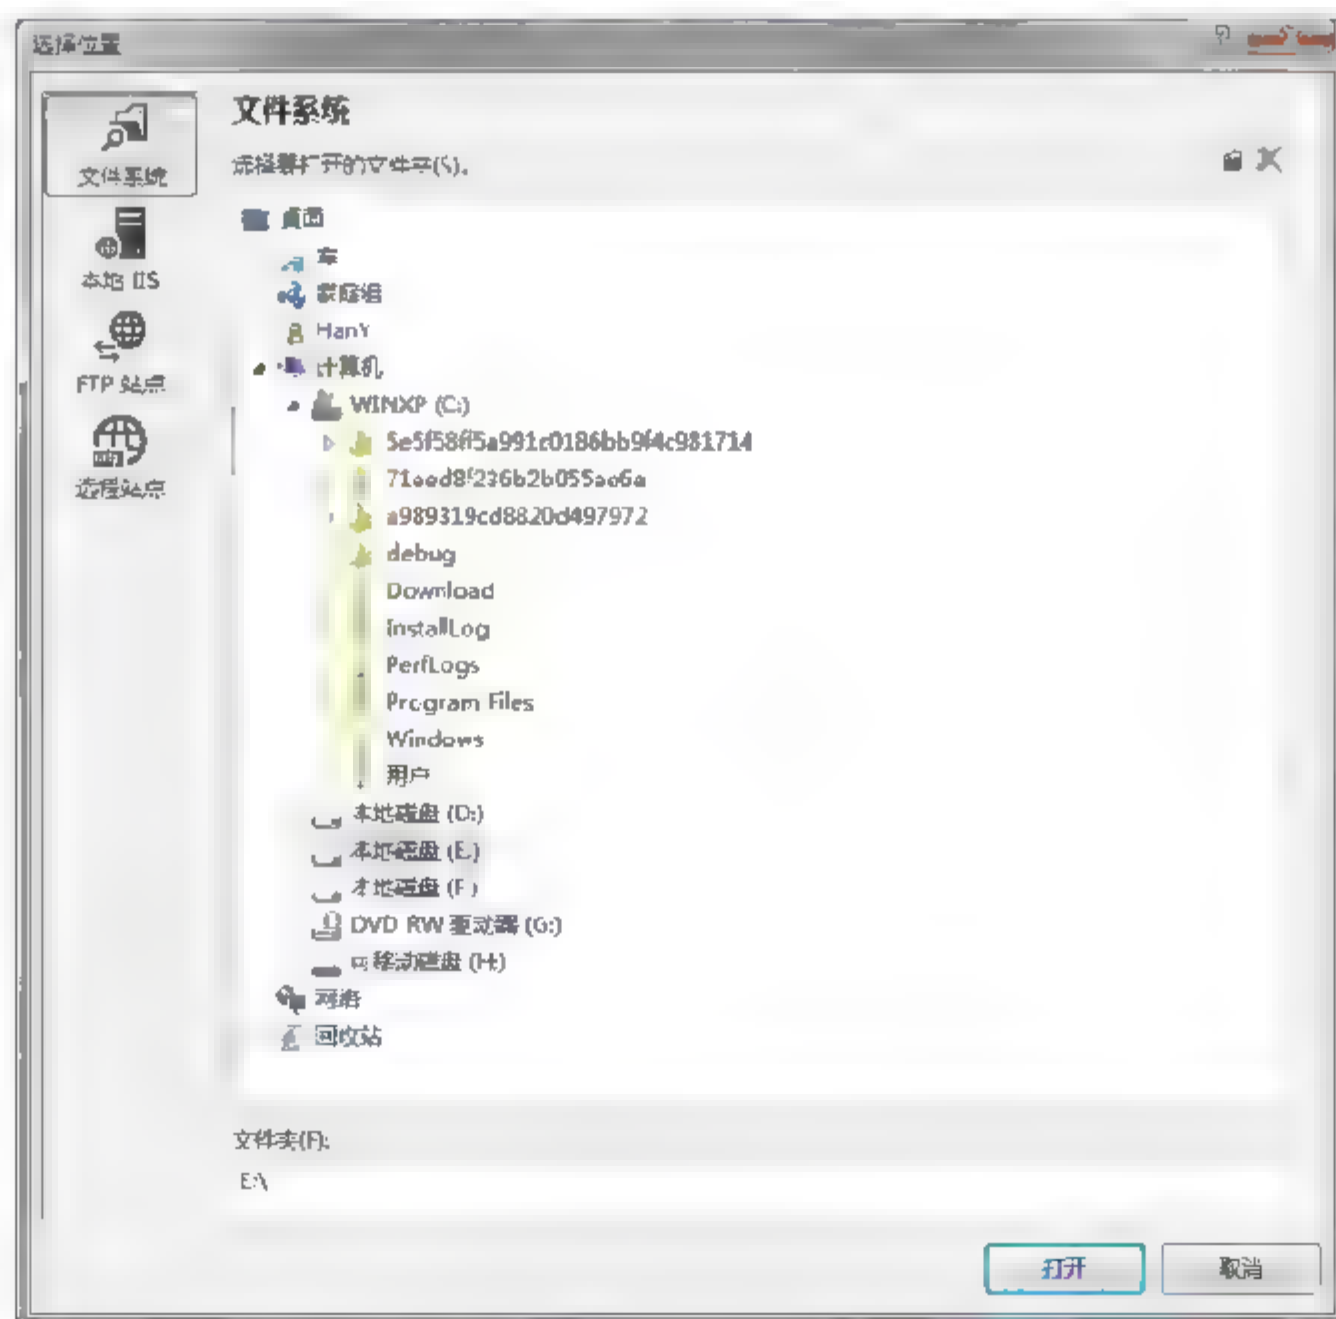 选择位置
文件系统
本地 IIS
FTP 站点
远程站点
文件系统
选择要打开的文件夹(S)。
桌面
库
家庭组
HanY
计算机
WINXP (C:)
5e5f58ff5a991c0186bb9f4c981714
71aed8f236b2b055ao6a
a989319cd8820d497972
debug
Download
InstallLog
PerfLogs
Program Files
Windows
用户
本地磁盘 (D:)
本地磁盘 (E:)
本地磁盘 (F:)
DVD RW 驱动器 (G:)
可移动磁盘 (H:)
网络
回收站
文件夹(F):
E:\
打开
取消